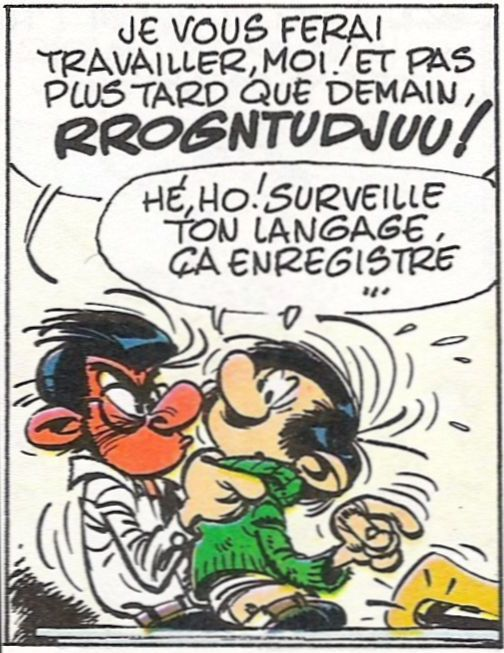 JE VOUS FERAI
TRAVAILLER, MOI! ET PAS
PLUS TARD QUE DEMAIN,
RROGNTUDJUU!
HÉ, HO! SURVEILLE
TON LANGAGE,
ÇA ENREGISTRE
...